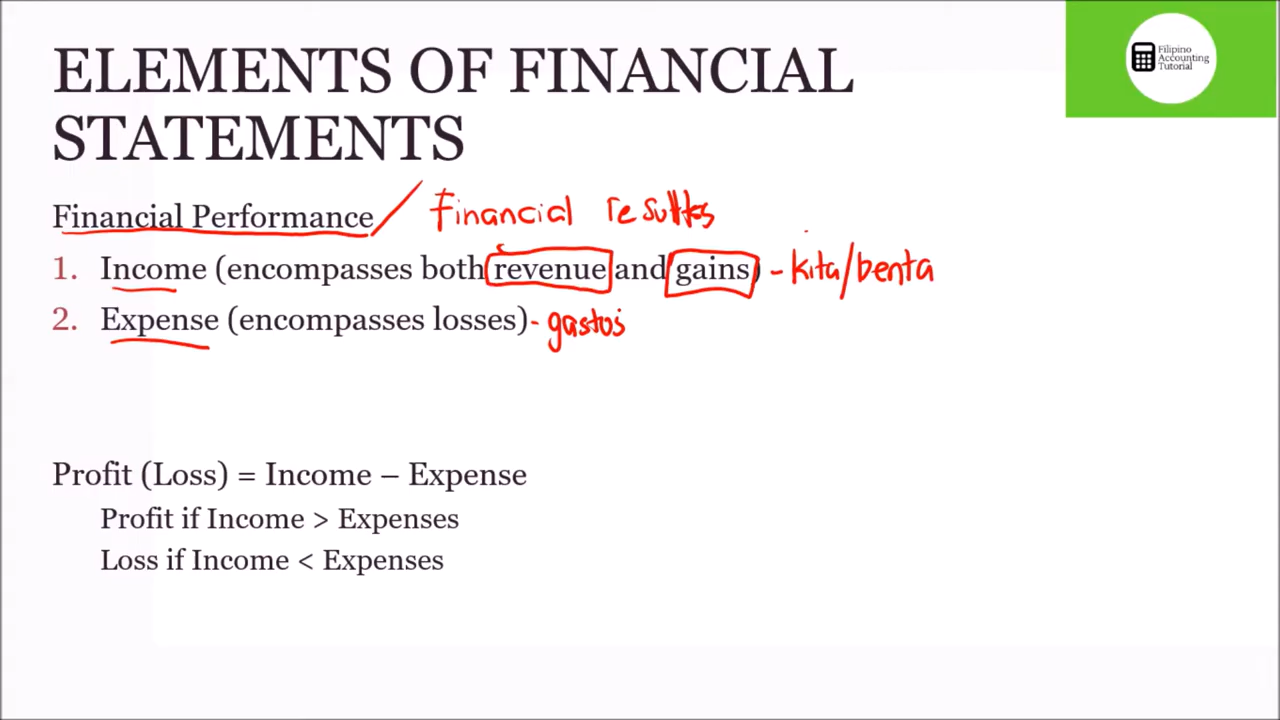 ELEMENTS OF FINANCIAL
STATEMENTS
Filipino
Accounting
Tutorial
Financial Performance / Financial results
1. Income (encompasses both revenue and gains) - kita/benta
2. Expense (encompasses losses) - gastos
Profit (Loss) = Income – Expense
Profit if Income > Expenses
Loss if Income < Expenses